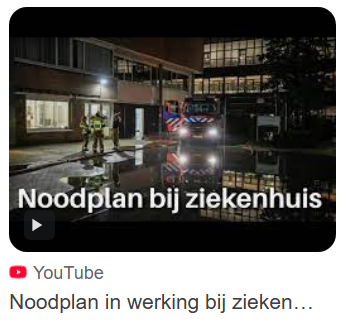 Noodplan bij ziekenhuis
YouTube
Noodplan in werking bij zieken…